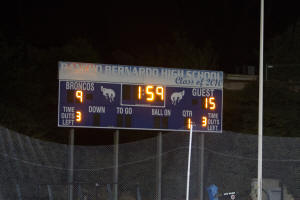 RANCHO BERNARDO HIGH SCHOOL
Class of 2010
BRONCOS 1:59 GUEST
9 15
TIME OUTS LEFT 3 DOWN TO GO BALL ON QTR 1 TIME OUTS LEFT 3